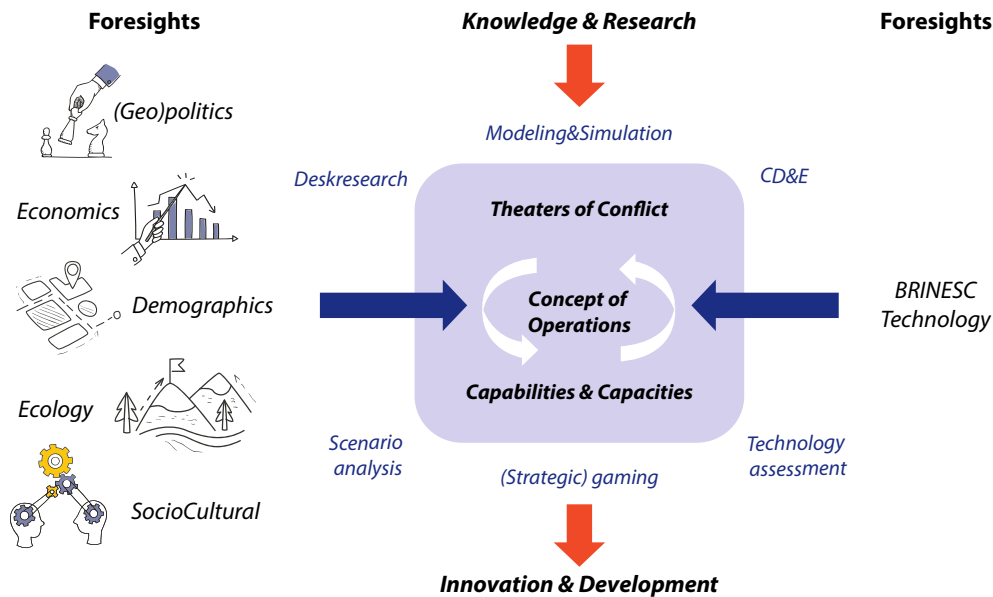 Foresights
Knowledge & Research
Foresights
(Geo)politics
Economics
Demographics
Ecology
SocioCultural
Modeling&Simulation
Deskresearch
CD&E
Theaters of Conflict
Concept of
Operations
Capabilities & Capacities
BRINESC
Technology
Scenario
analysis
(Strategic) gaming
Technology
assessment
Innovation & Development